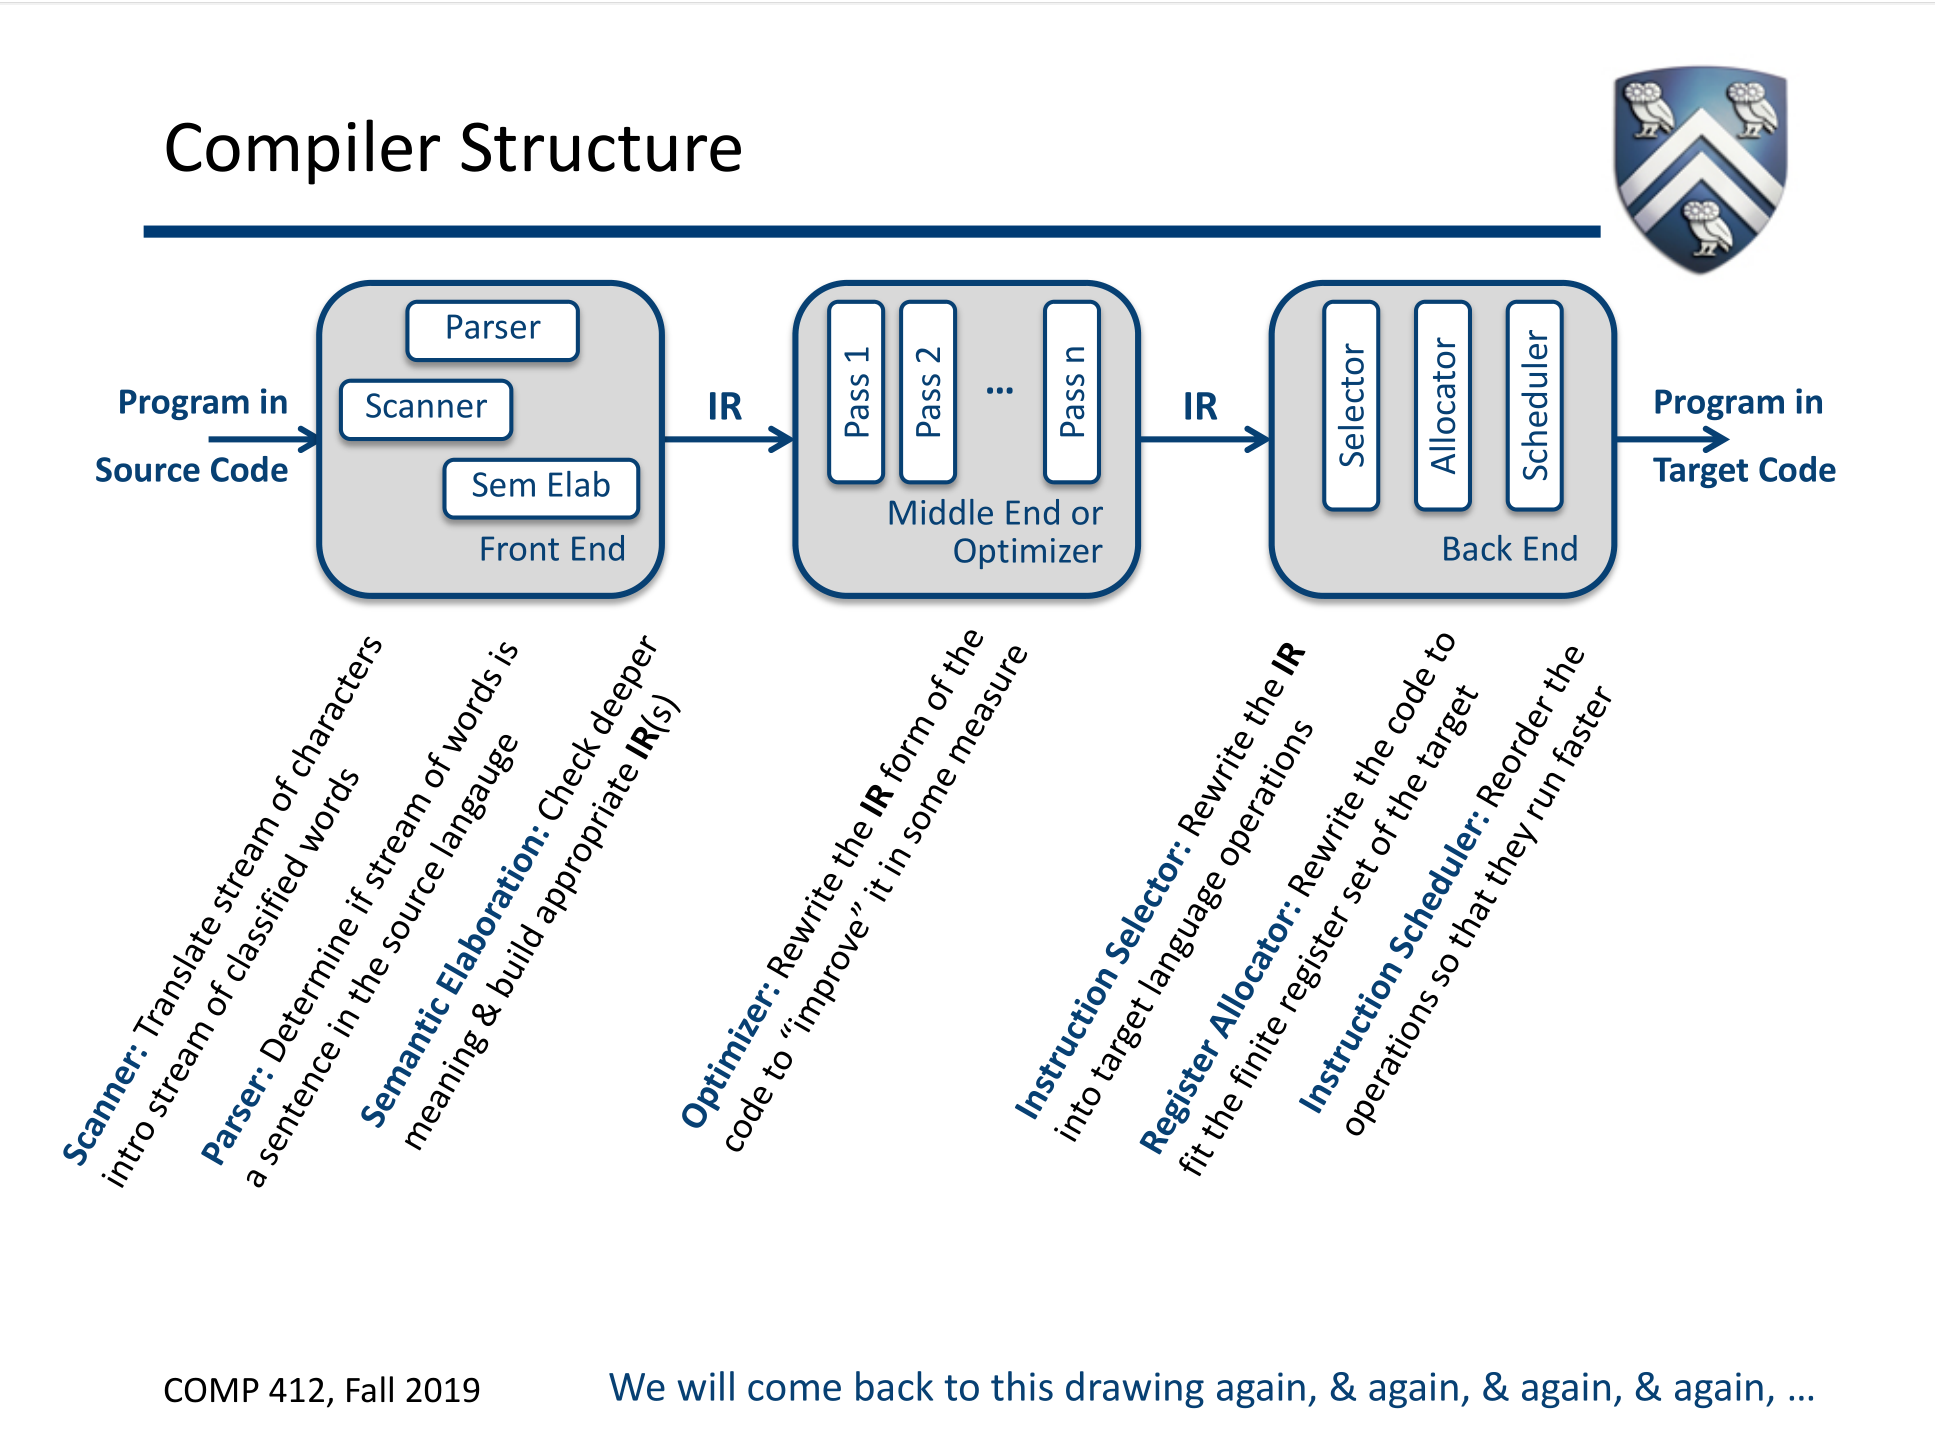 Compiler Structure
Program in
Source Code
Parser
Scanner
Sem Elab
Front End
IR
Pass 1
Pass 2
...
Pass n
Middle End or
Optimizer
IR
Selector
Allocator
Scheduler
Back End
Program in
Target Code
Scanner: Translate stream of characters
intro stream of classified words
Parser: Determine if stream of words is
a sentence in the source langauge
Semantic Elaboration: Check deeper
meaning & build appropriate IR(s)
Optimizer: Rewrite the IR form of the
code to “improve” it in some measure
Instruction Selector: Rewrite the IR
into target language operations
Register Allocator: Rewrite the code to
fit the finite register set of the target
Instruction Scheduler: Reorder the
operations so that they run faster
COMP 412, Fall 2019
We will come back to this drawing again, & again, & again, & again, ...